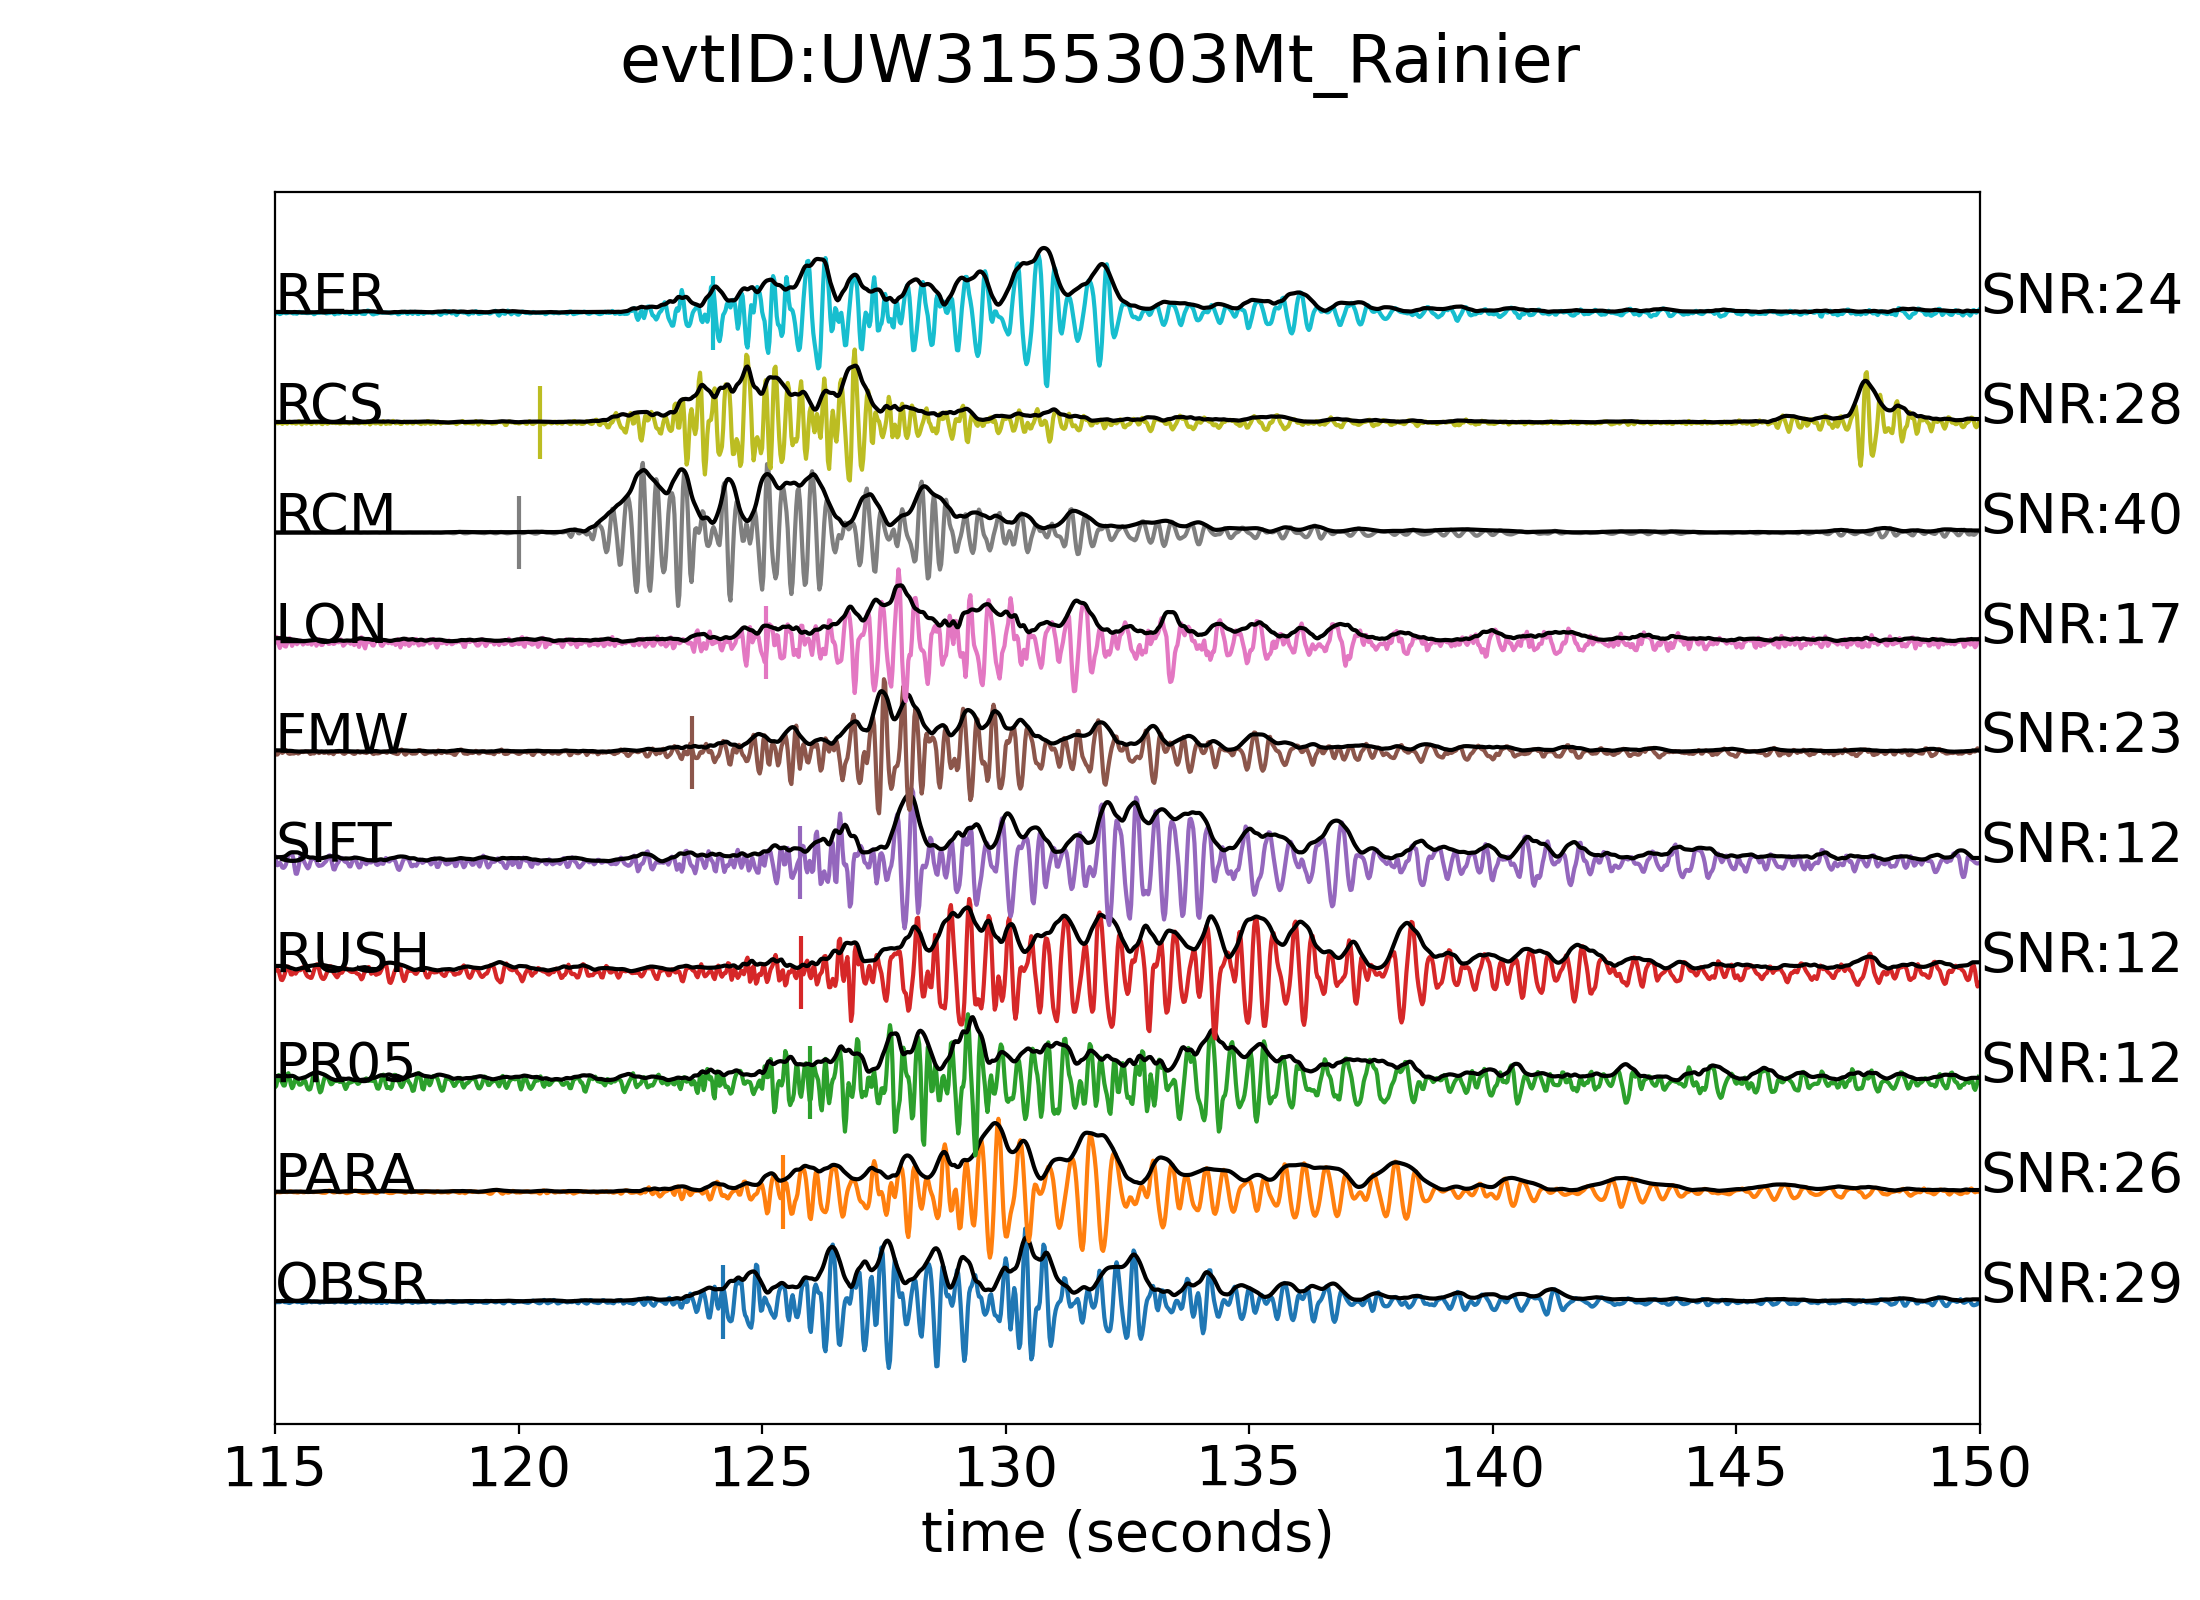 evtID:UW3155303Mt_Rainier
RER SNR:24
RCS SNR:28
RCM SNR:40
LON SNR:17
FMW SNR:23
SIFT SNR:12
RUSH SNR:12
PR05 SNR:12
PARA SNR:26
OBSR SNR:29
115 120 125 130 135 140 145 150
time (seconds)